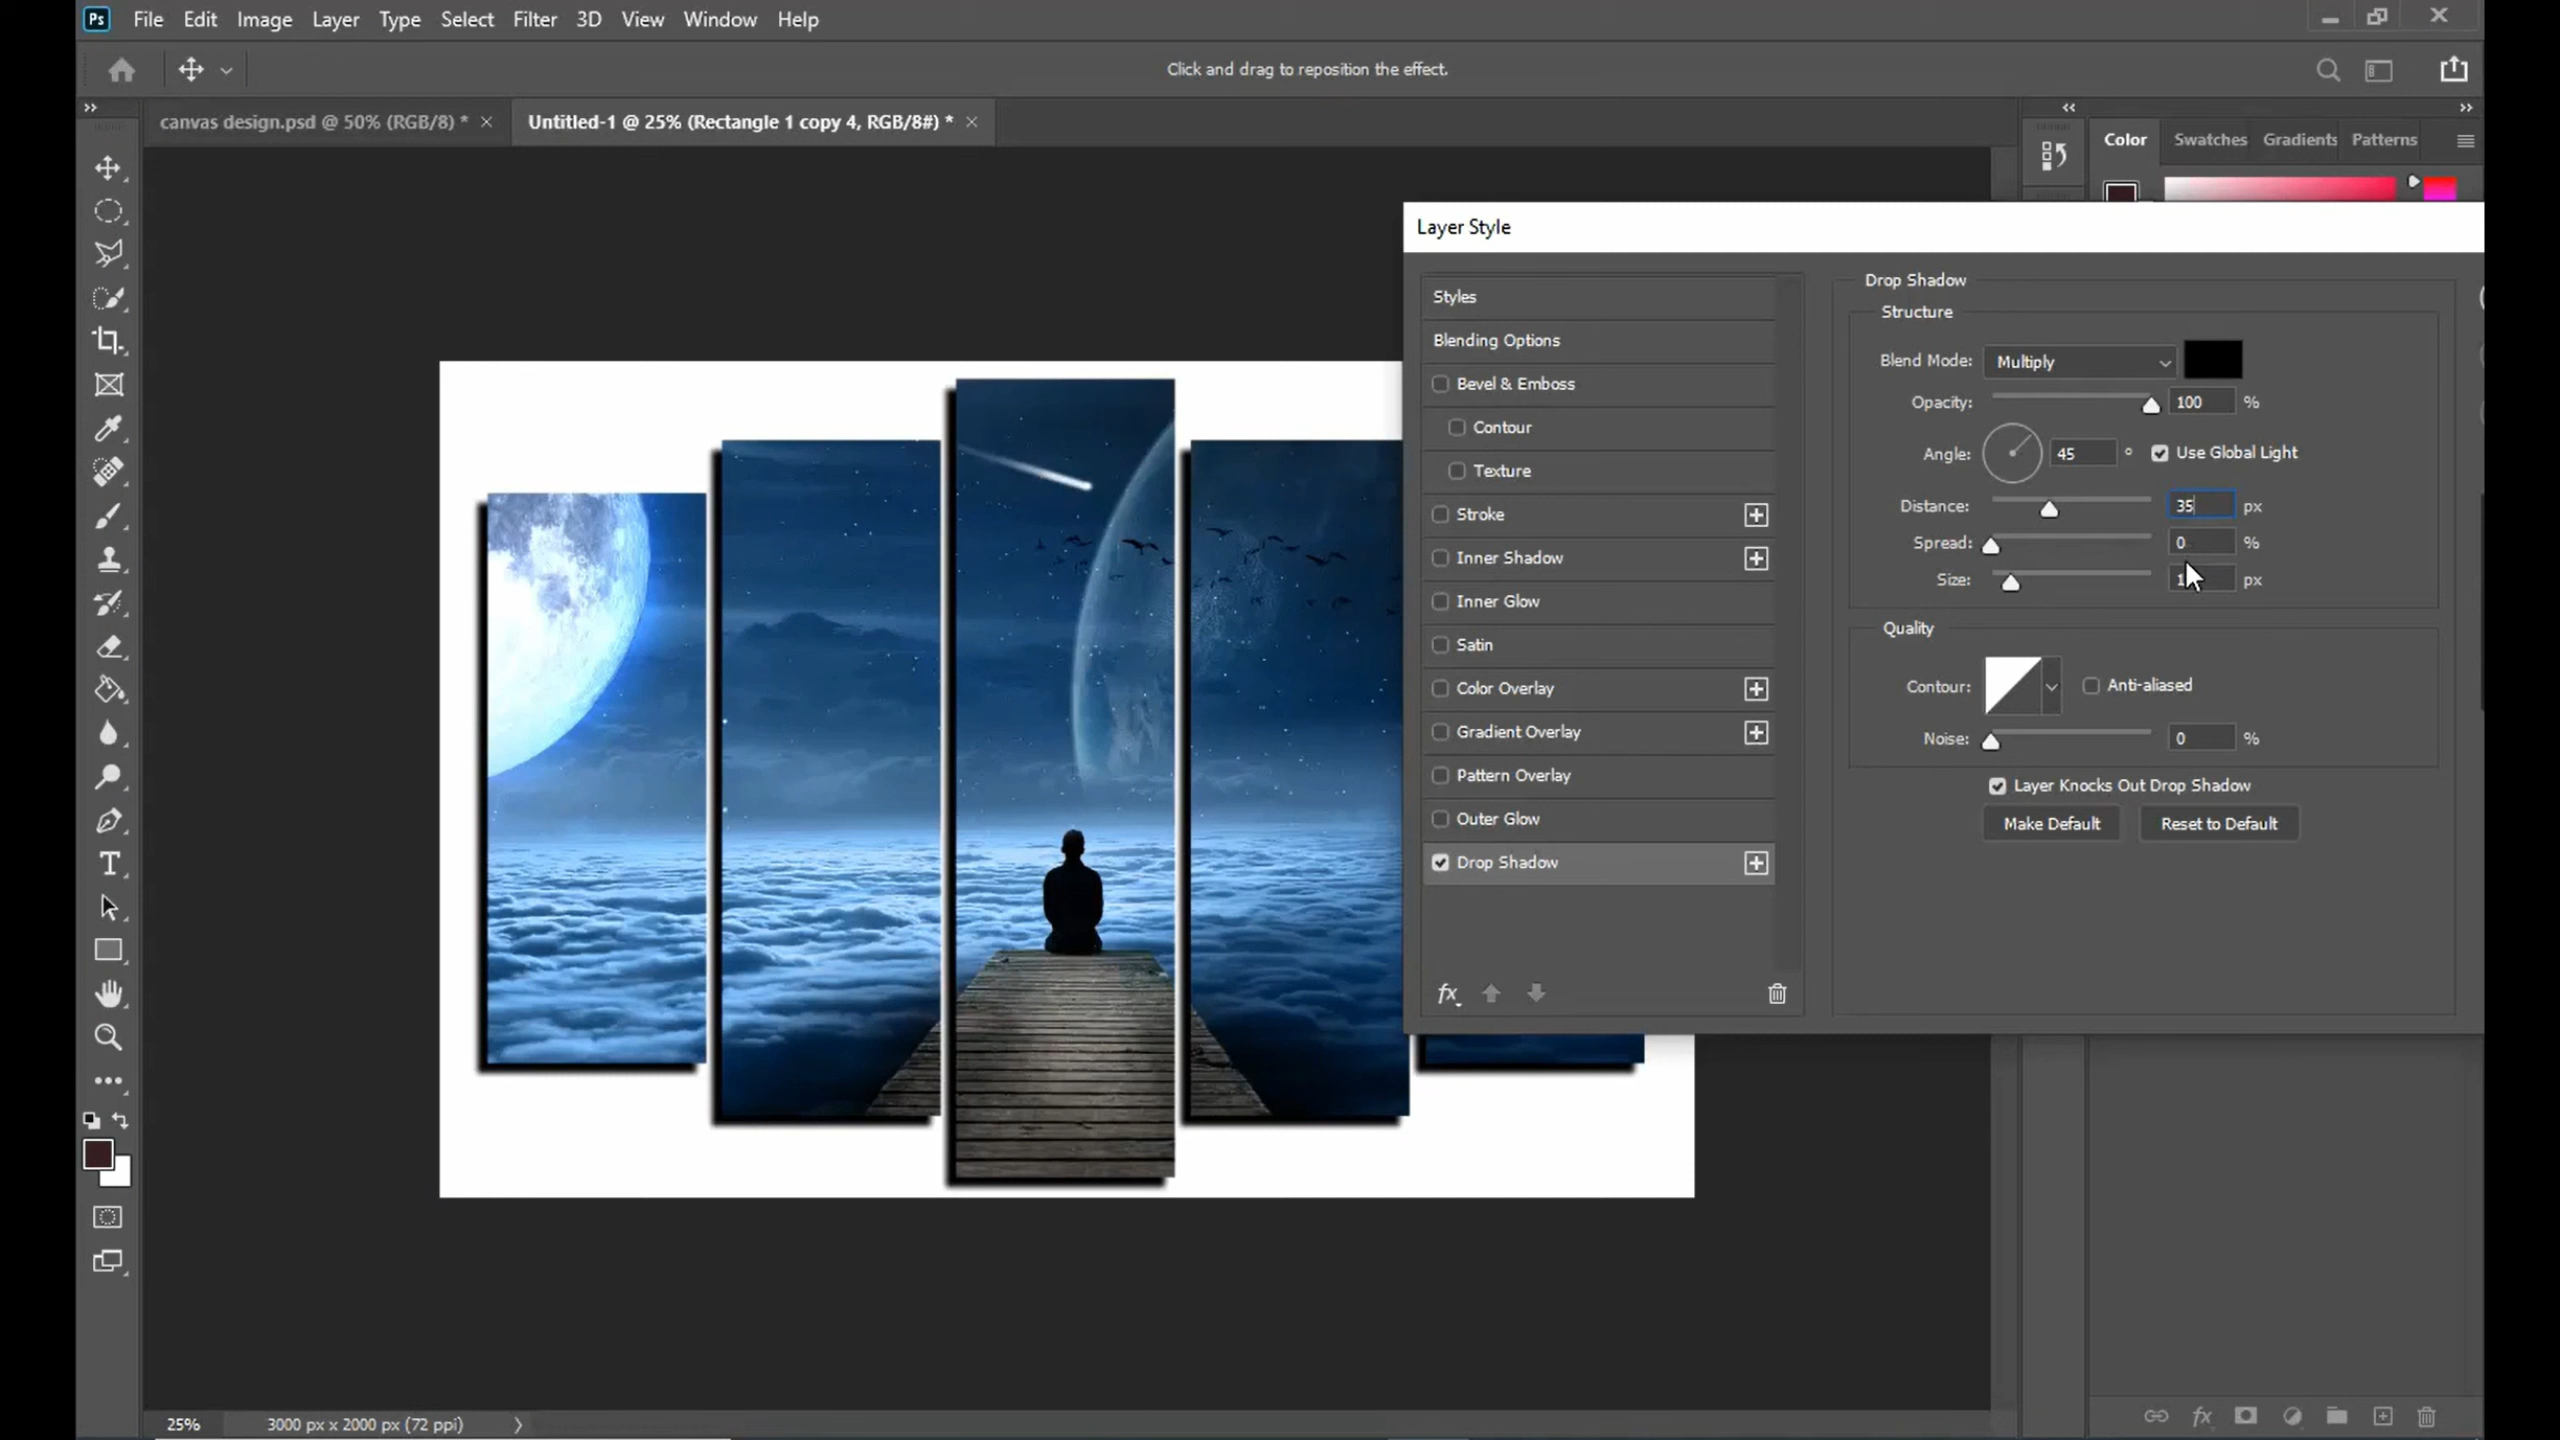 Ps File Edit Image Layer Type Select Filter 3D View Window Help
Click and drag to reposition the effect.
canvas design.psd @ 50% (RGB/8) * ×
Untitled-1 @ 25% (Rectangle 1 copy 4, RGB/8#) * ×
Color Swatches Gradients Patterns
Layer Style
Styles
Blending Options
Bevel & Emboss
Contour
Texture
Stroke
Inner Shadow
Inner Glow
Satin
Color Overlay
Gradient Overlay
Pattern Overlay
Outer Glow
Drop Shadow
fx
Drop Shadow
Structure
Blend Mode: Multiply
Opacity: 100 %
Angle: 45 ° Use Global Light
Distance: 35 px
Spread: 0 %
Size: px
Quality
Contour: Anti-aliased
Noise: 0 %
Layer Knocks Out Drop Shadow
Make Default Reset to Default
25% 3000 px x 2000 px (72 ppi)
fx